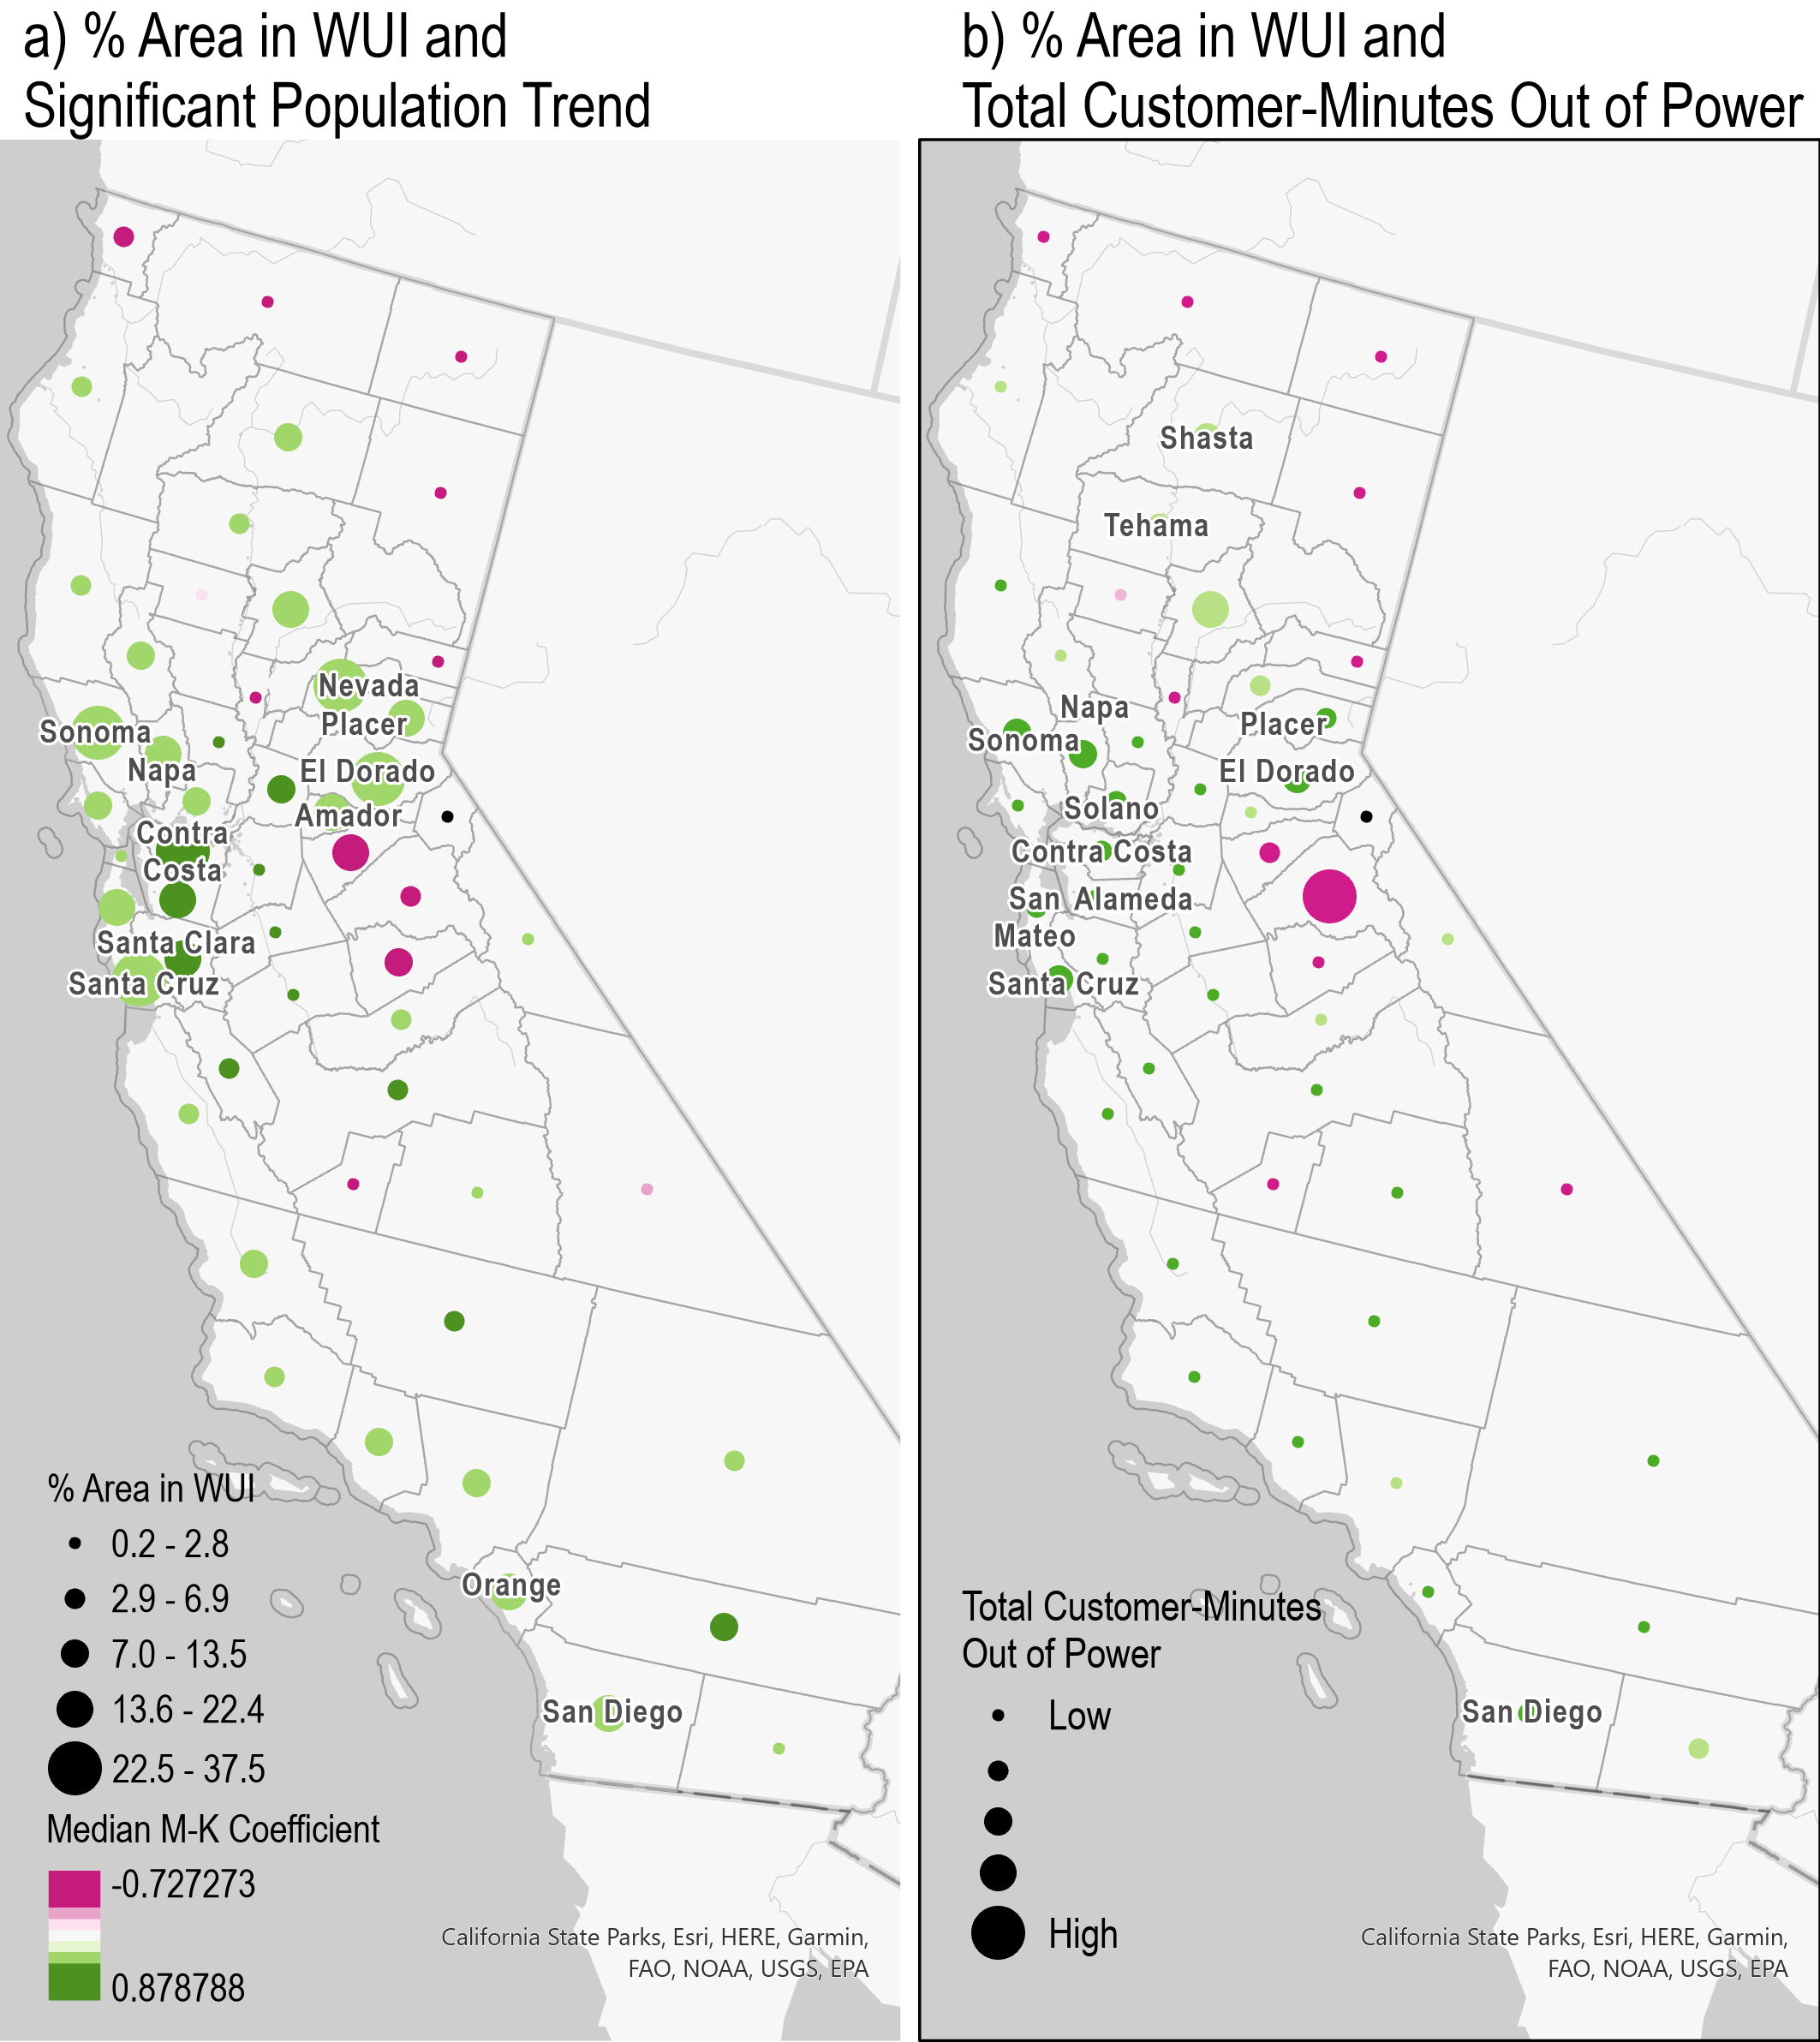 a) % Area in WUI and
Significant Population Trend
Nevada
Placer
Sonoma
Napa
El Dorado
Amador
Contra
Costa
Santa Clara
Santa Cruz
Orange
San Diego
% Area in WUI
0.2 - 2.8
2.9 - 6.9
7.0 - 13.5
13.6 - 22.4
22.5 - 37.5
Median M-K Coefficient
-0.727273
0.878788
California State Parks, Esri, HERE, Garmin,
FAO, NOAA, USGS, EPA
b) % Area in WUI and
Total Customer-Minutes Out of Power
Shasta
Tehama
Napa
Placer
Sonoma
El Dorado
Solano
Contra Costa
San Alameda
Mateo
Santa Cruz
San Diego
Total Customer-Minutes
Out of Power
Low
High
California State Parks, Esri, HERE, Garmin,
FAO, NOAA, USGS, EPA